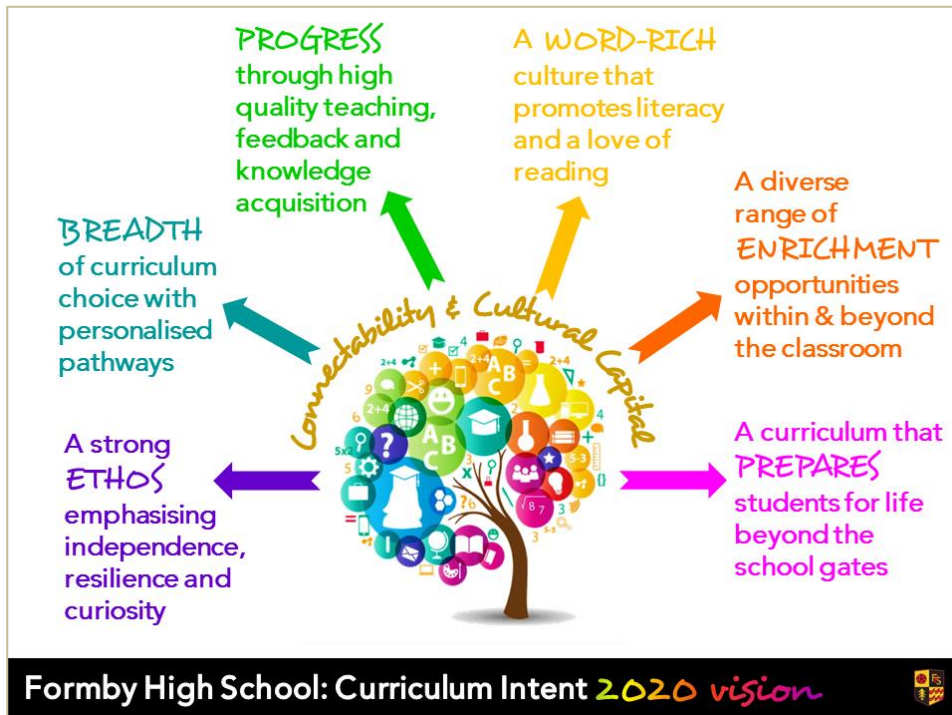 PROGRESS
through high
quality teaching,
feedback and
knowledge
acquisition
A WORD-RICH
culture that
promotes literacy
and a love of
reading
BREADTH
of curriculum
choice with
personalised
pathways
A diverse
range of
ENRICHMENT
opportunities
within & beyond
the classroom
A strong
ETHOS
emphasising
independence,
resilience and
curiosity
A curriculum that
PREPARES
students for life
beyond the
school gates
Connectability & Cultural Capital
Formby High School: Curriculum Intent 2020 vision